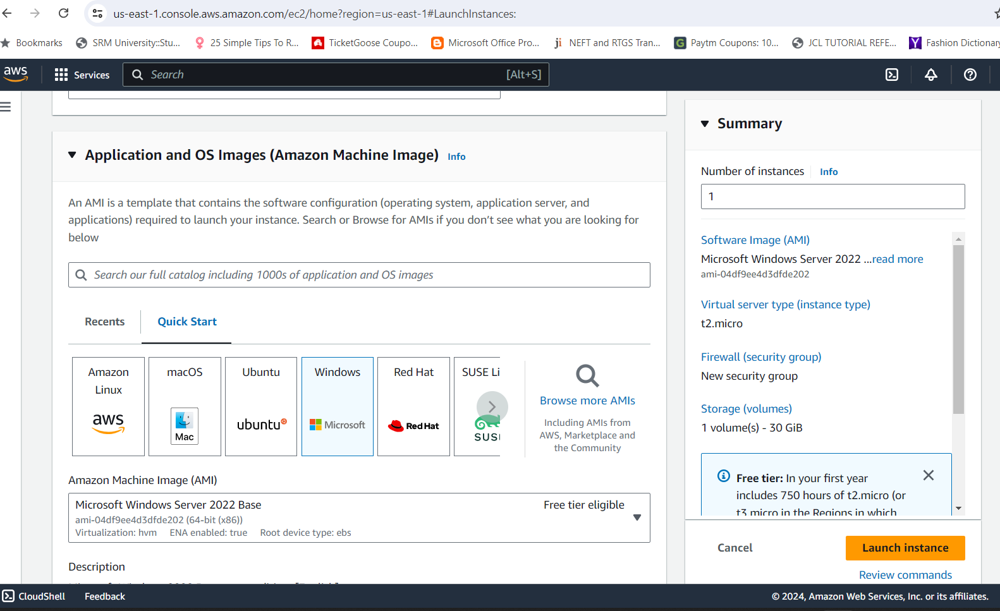 us-east-1.console.aws.amazon.com/ec2/home?region=us-east-1#LaunchInstances:
Bookmarks
SRM University::Stu...
25 Simple Tips To R...
TicketGoose Coupo...
Microsoft Office Pro...
ji
NEFT and RTGS Tran...
G
Paytm Coupons: 10...
JCL TUTORIAL REFE...
Y
Fashion Dictionary
aws
Services
Search
[Alt+S]
Application and OS Images (Amazon Machine Image) Info
An AMI is a template that contains the software configuration (operating system, application server, and
applications) required to launch your instance. Search or Browse for AMIs if you don’t see what you are looking for
below
Search our full catalog including 1000s of application and OS images
Recents
Quick Start
Amazon
Linux
aws
macOS
Mac
Ubuntu
ubuntu
Windows
Microsoft
Red Hat
Red Hat
SUSE Li
SUS
Browse more AMIs
Including AMIs from
AWS, Marketplace and
the Community
Amazon Machine Image (AMI)
Microsoft Windows Server 2022 Base
Free tier eligible
ami-04df9ee4d3dfde202 (64-bit (x86))
Virtualization: hvm ENA enabled: true Root device type: ebs
Description
Summary
Number of instances Info
1
Software Image (AMI)
Microsoft Windows Server 2022 ...read more
ami-04df9ee4d3dfde202
Virtual server type (instance type)
t2.micro
Firewall (security group)
New security group
Storage (volumes)
1 volume(s) - 30 GiB
Free tier: In your first year
includes 750 hours of t2.micro (or
t3.micro in the Regions in which
Cancel
Launch instance
Review commands
CloudShell
Feedback
© 2024, Amazon Web Services, Inc. or its affiliates.